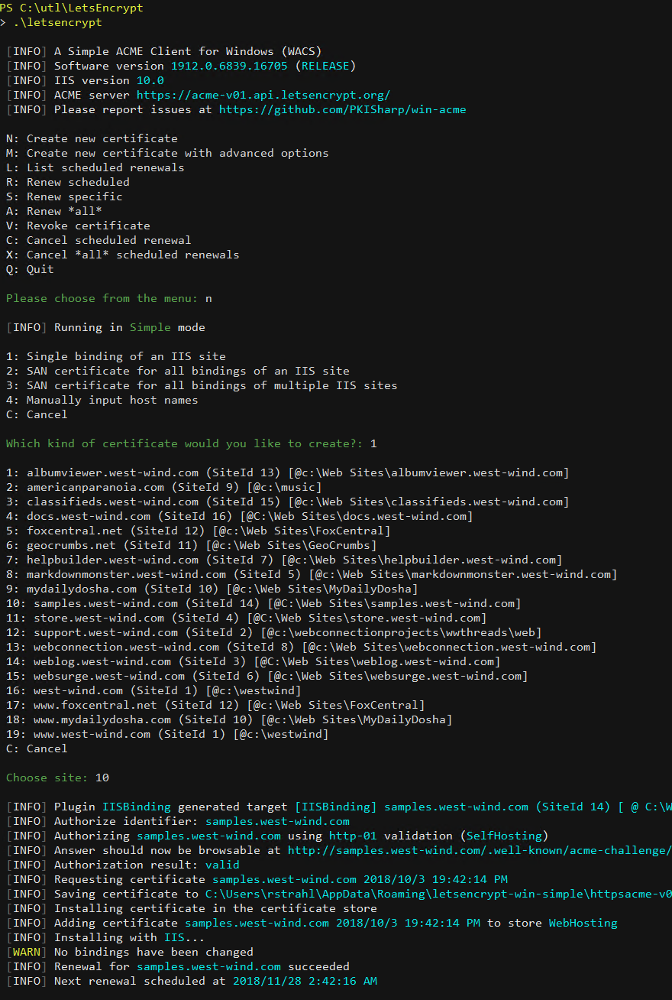 PS C:\utl\LetsEncrypt
> .\letsencrypt
[INFO] A Simple ACME Client for Windows (WACS)
[INFO] Software version 1912.0.6839.16705 (RELEASE)
[INFO] IIS version 10.0
[INFO] ACME server https://acme-v01.api.letsencrypt.org/
[INFO] Please report issues at https://github.com/PKISharp/win-acme
N: Create new certificate
M: Create new certificate with advanced options
L: List scheduled renewals
R: Renew scheduled
S: Renew specific
A: Renew *all*
V: Revoke certificate
C: Cancel scheduled renewal
X: Cancel *all* scheduled renewals
Q: Quit
Please choose from the menu: n
[INFO] Running in Simple mode
1: Single binding of an IIS site
2: SAN certificate for all bindings of an IIS site
3: SAN certificate for all bindings of multiple IIS sites
4: Manually input host names
C: Cancel
Which kind of certificate would you like to create?: 1
1: albumviewer.west-wind.com (SiteId 13) [@c:\Web Sites\albumviewer.west-wind.com]
2: americanparanoia.com (SiteId 9) [@c:\music]
3: classifieds.west-wind.com (SiteId 15) [@c:\Web Sites\classifieds.west-wind.com]
4: docs.west-wind.com (SiteId 16) [@C:\Web Sites\docs.west-wind.com]
5: foxcentral.net (SiteId 12) [@c:\Web Sites\FoxCentral]
6: geocrumbs.net (SiteId 11) [@c:\Web Sites\GeoCrumbs]
7: helpbuilder.west-wind.com (SiteId 7) [@c:\Web Sites\helpbuilder.west-wind.com]
8: markdownmonster.west-wind.com (SiteId 5) [@c:\Web Sites\markdownmonster.west-wind.com]
9: mydailydosha.com (SiteId 10) [@c:\Web Sites\MyDailyDosha]
10: samples.west-wind.com (SiteId 14) [@C:\Web Sites\samples.west-wind.com]
11: store.west-wind.com (SiteId 4) [@C:\Web Sites\store.west-wind.com]
12: support.west-wind.com (SiteId 2) [@c:\webconnectionprojects\wwthreads\web]
13: webconnection.west-wind.com (SiteId 8) [@c:\Web Sites\webconnection.west-wind.com]
14: weblog.west-wind.com (SiteId 3) [@C:\Web Sites\weblog.west-wind.com]
15: websurge.west-wind.com (SiteId 6) [@c:\Web Sites\websurge.west-wind.com]
16: west-wind.com (SiteId 1) [@c:\westwind]
17: www.foxcentral.net (SiteId 12) [@c:\Web Sites\FoxCentral]
18: www.mydailydosha.com (SiteId 10) [@c:\Web Sites\MyDailyDosha]
19: www.west-wind.com (SiteId 1) [@c:\westwind]
C: Cancel
Choose site: 10
[INFO] Plugin IISBinding generated target [IISBinding] samples.west-wind.com (SiteId 14) [ @ C:\W
[INFO] Authorize identifier: samples.west-wind.com
[INFO] Authorizing samples.west-wind.com using http-01 validation (SelfHosting)
[INFO] Answer should now be browsable at http://samples.west-wind.com/.well-known/acme-challenge/
[INFO] Authorization result: valid
[INFO] Requesting certificate samples.west-wind.com 2018/10/3 19:42:14 PM
[INFO] Saving certificate to C:\Users\rstrahl\AppData\Roaming\letsencrypt-win-simple\httpsacme-v0
[INFO] Installing certificate in the certificate store
[INFO] Adding certificate samples.west-wind.com 2018/10/3 19:42:14 PM to store WebHosting
[INFO] Installing with IIS...
[WARN] No bindings have been changed
[INFO] Renewal for samples.west-wind.com succeeded
[INFO] Next renewal scheduled at 2018/11/28 2:42:16 AM